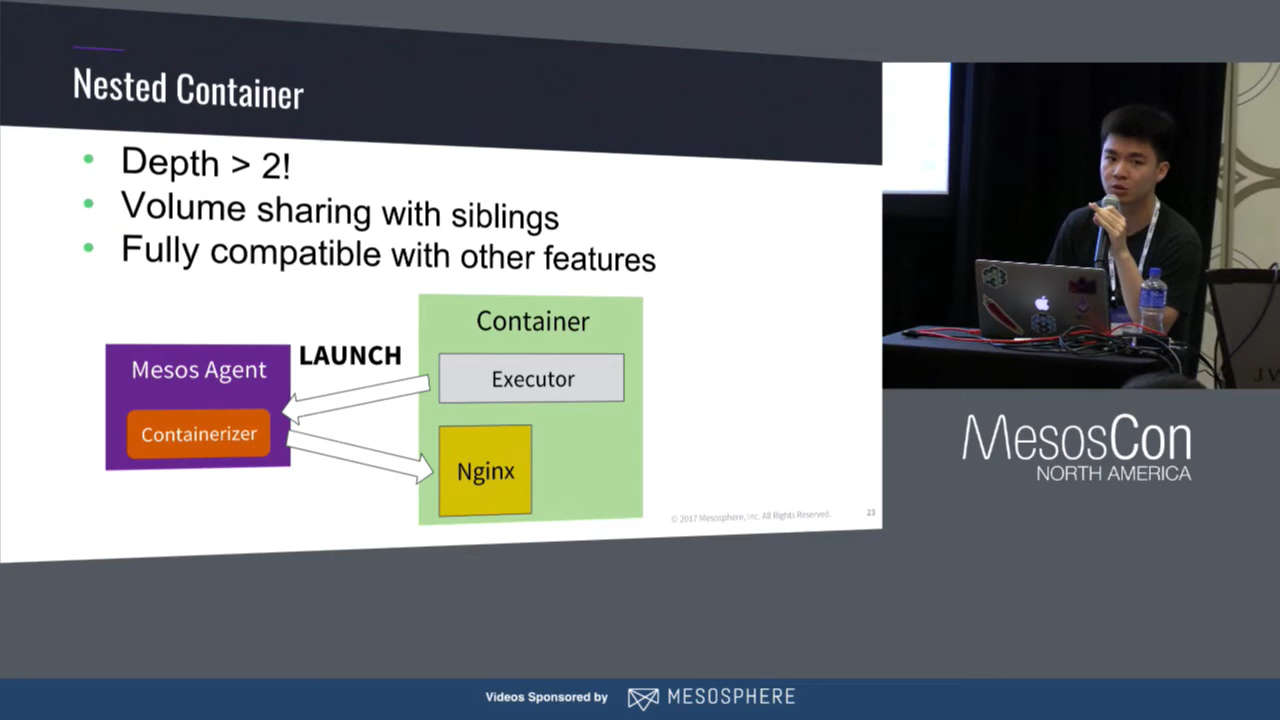 Nested Container
• Depth > 2!
• Volume sharing with siblings
• Fully compatible with other features
Container
LAUNCH
Mesos Agent
Executor
Containerizer
Nginx
© 2017 Mesosphere, Inc. All Rights Reserved.
23
MesosCon
NORTH AMERICA
Videos Sponsored by
MESOSPHERE